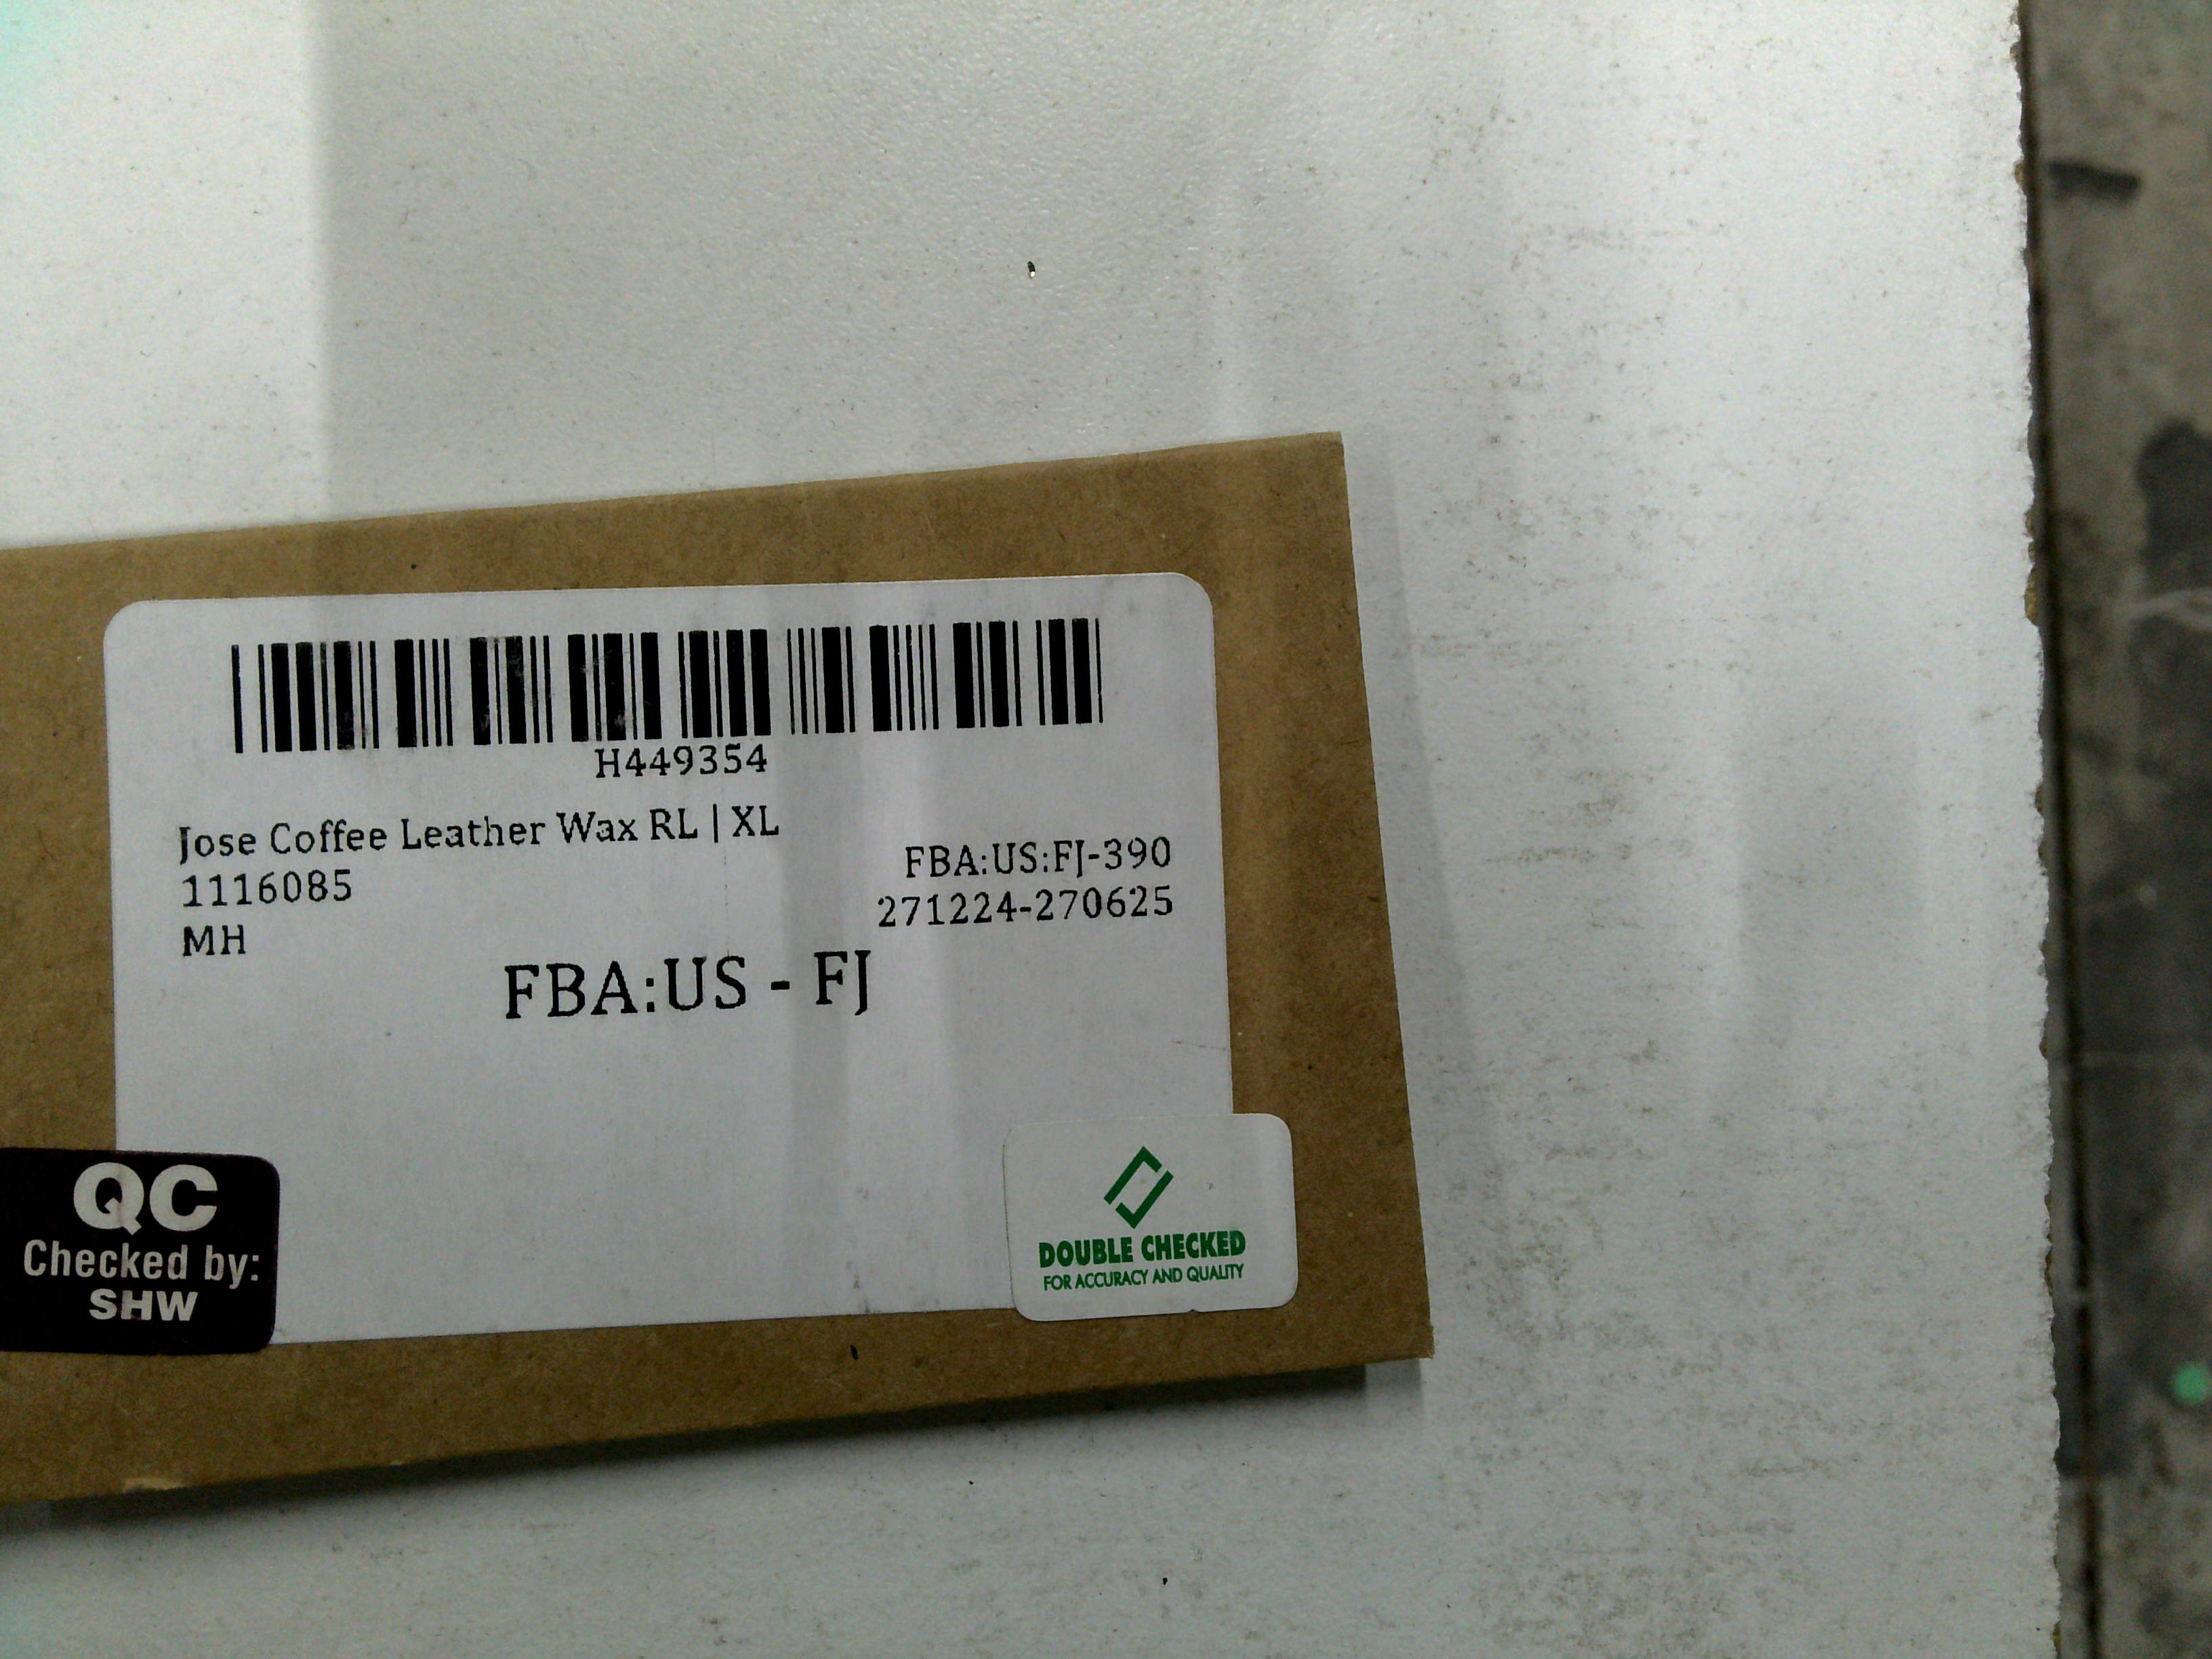 H449354
Jose Coffee Leather Wax RL | XL
1116085
MH
FBA:US:FJ-390
271224-270625
FBA:US - FJ
QC
Checked by:
SHW
DOUBLE CHECKED
FOR ACCURACY AND QUALITY